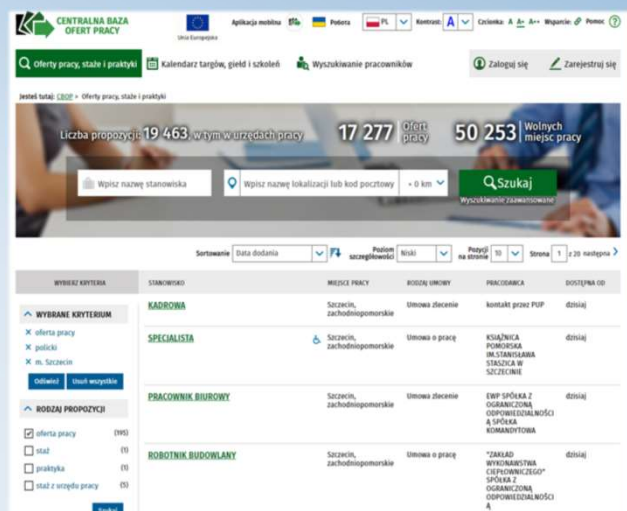 CENTRALNA BAZA
OFERT PRACY
Unia Europejska
Aplikacja mobilna
Pobierz
PL
Kontrast: A
Czcionka: A A+ A++ Wsparcie: Pomoc
Oferty pracy, staże i praktyki
Kalendarz targów, giełd i szkoleń
Wyszukiwanie pracowników
Zaloguj się
Zarejestruj się
Jesteś tutaj: CBOP > Oferty pracy, staże i praktyki
Liczba propozycji: 19 463, w tym w urzędach pracy 17 277 Ofert pracy 50 253 Wolnych miejsc pracy
Wpisz nazwę stanowiska
Wpisz nazwę lokalizacji lub kod pocztowy
+ 0 km
Szukaj
Wyszukiwanie zaawansowane
Sortowanie Data dodania Poziom szczegółowości Niski Pozycji na stronie 10 Strona 1 z 20 następna
WYBIERZ KRYTERIA
STANOWISKO MIEJSCE PRACY RODZAJ UMOWY PRACODAWCA DOSTĘPNA OD
WYBRANE KRYTERIUM
X oferta pracy
X policki
X m. Szczecin
Odśwież Usuń wszystkie
RODZAJ PROPOZYCJI
oferta pracy (195)
staż (1)
praktyka (1)
staż z urzędu pracy (5)
Szukaj
KADROWA
Szczecin,
zachodniopomorskie
Umowa zlecenie
kontakt przez PUP
dzisiaj
SPECJALISTA
Szczecin,
zachodniopomorskie
Umowa o pracę
KSIĄŻNICA
POMORSKA
IM.STANISŁAWA
STASZICA W
SZCZECINIE
dzisiaj
PRACOWNIK BIUROWY
Szczecin,
zachodniopomorskie
Umowa zlecenie
EWP SPÓŁKA Z
OGRANICZONĄ
ODPOWIEDZIALNOŚCI
Ą SPÓŁKA
KOMANDYTOWA
dzisiaj
ROBOTNIK BUDOWLANY
Szczecin,
zachodniopomorskie
Umowa o pracę
"ZAKŁAD
WYKONAWSTWA
CIEPŁOWNICZEGO"
SPÓŁKA Z
OGRANICZONĄ
ODPOWIEDZIALNOŚCI
Ą
dzisiaj